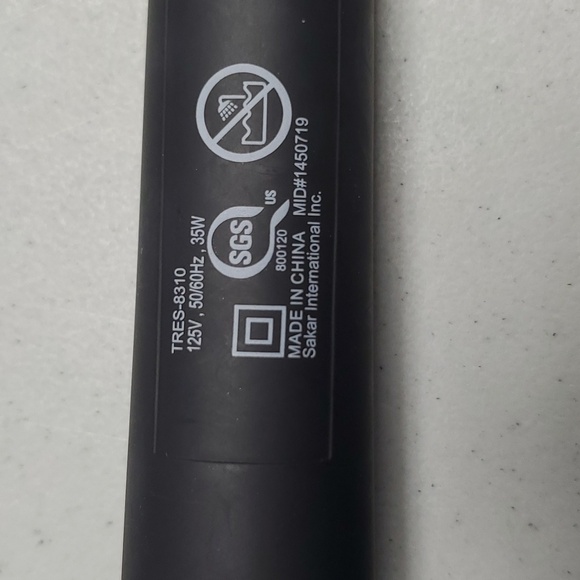 TRES-8310
125V , 50/60Hz , 35W
SGS
US
800120
MADE IN CHINA MID#1450719
Sakar International Inc.